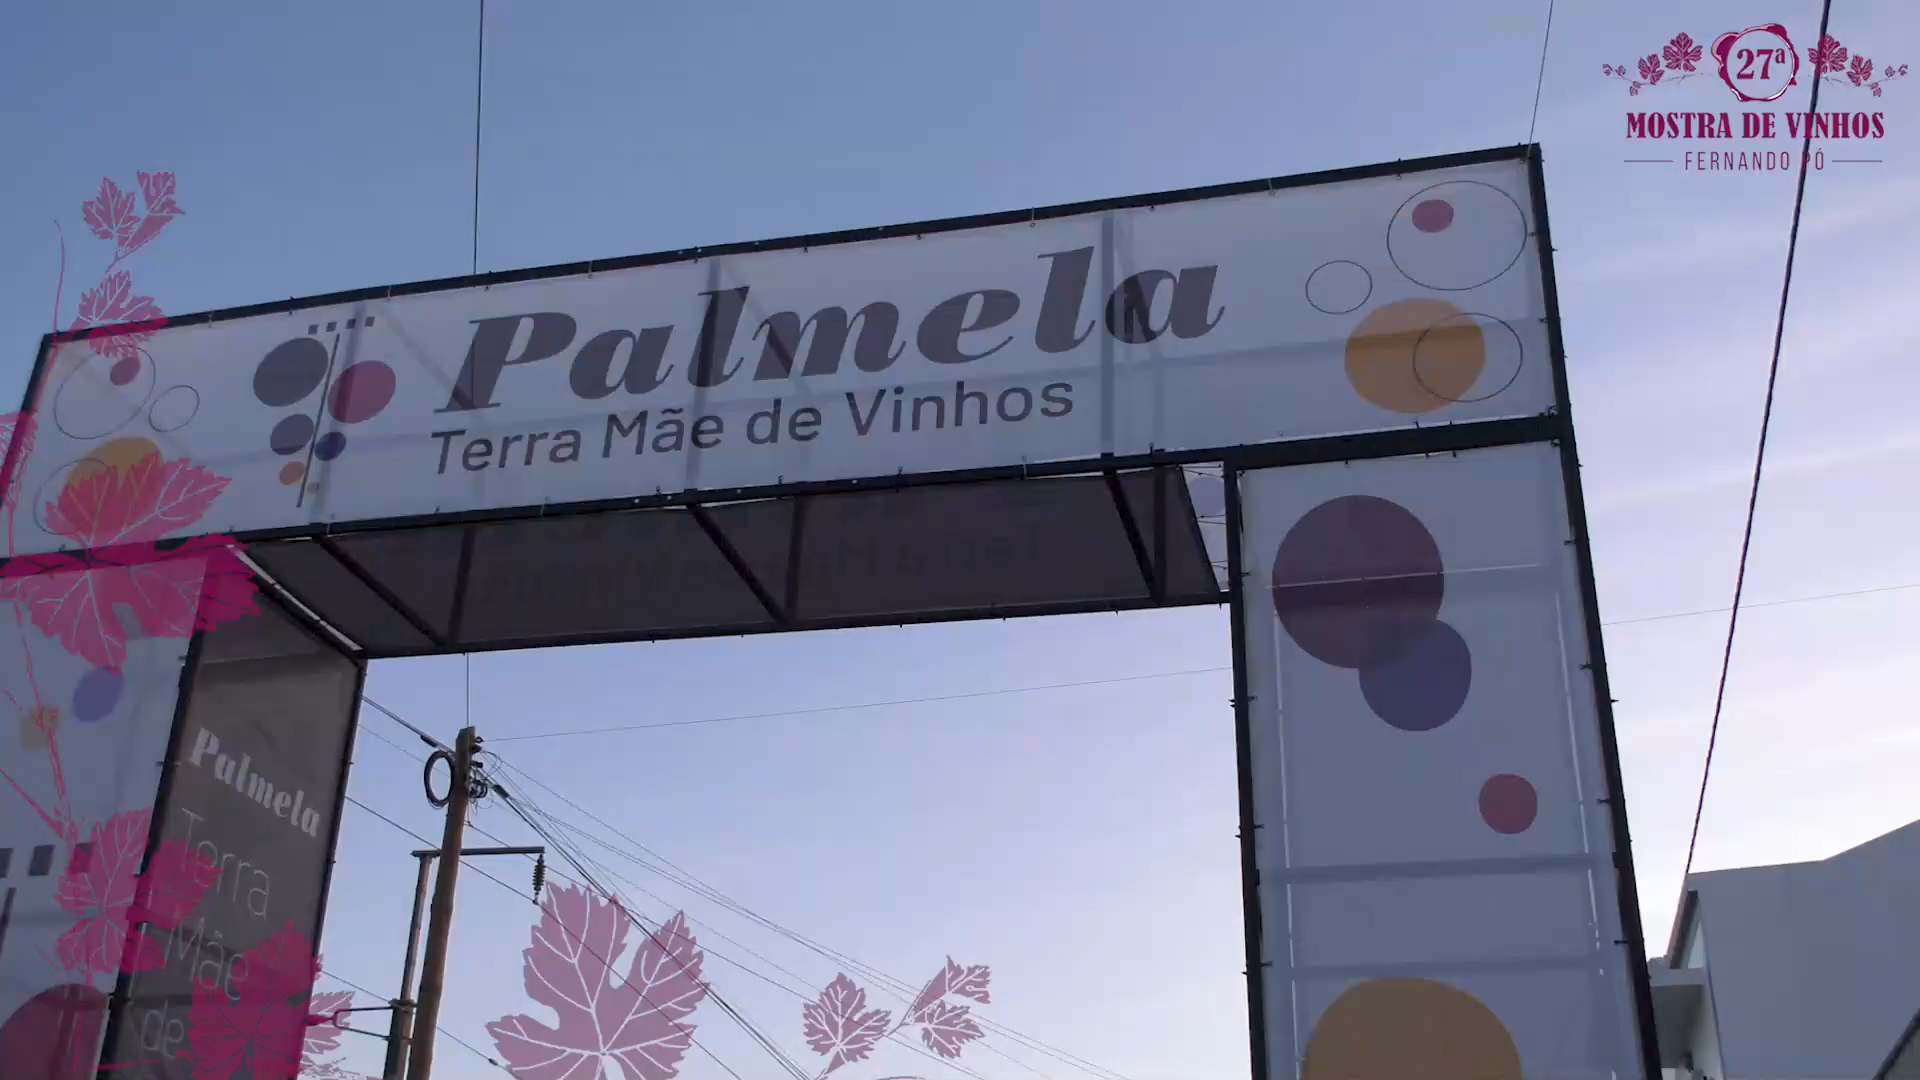 27ª
MOSTRA DE VINHOS
FERNANDO PÓ
Palmela
Terra Mãe de Vinhos
Palmela
Terra
Mãe
de